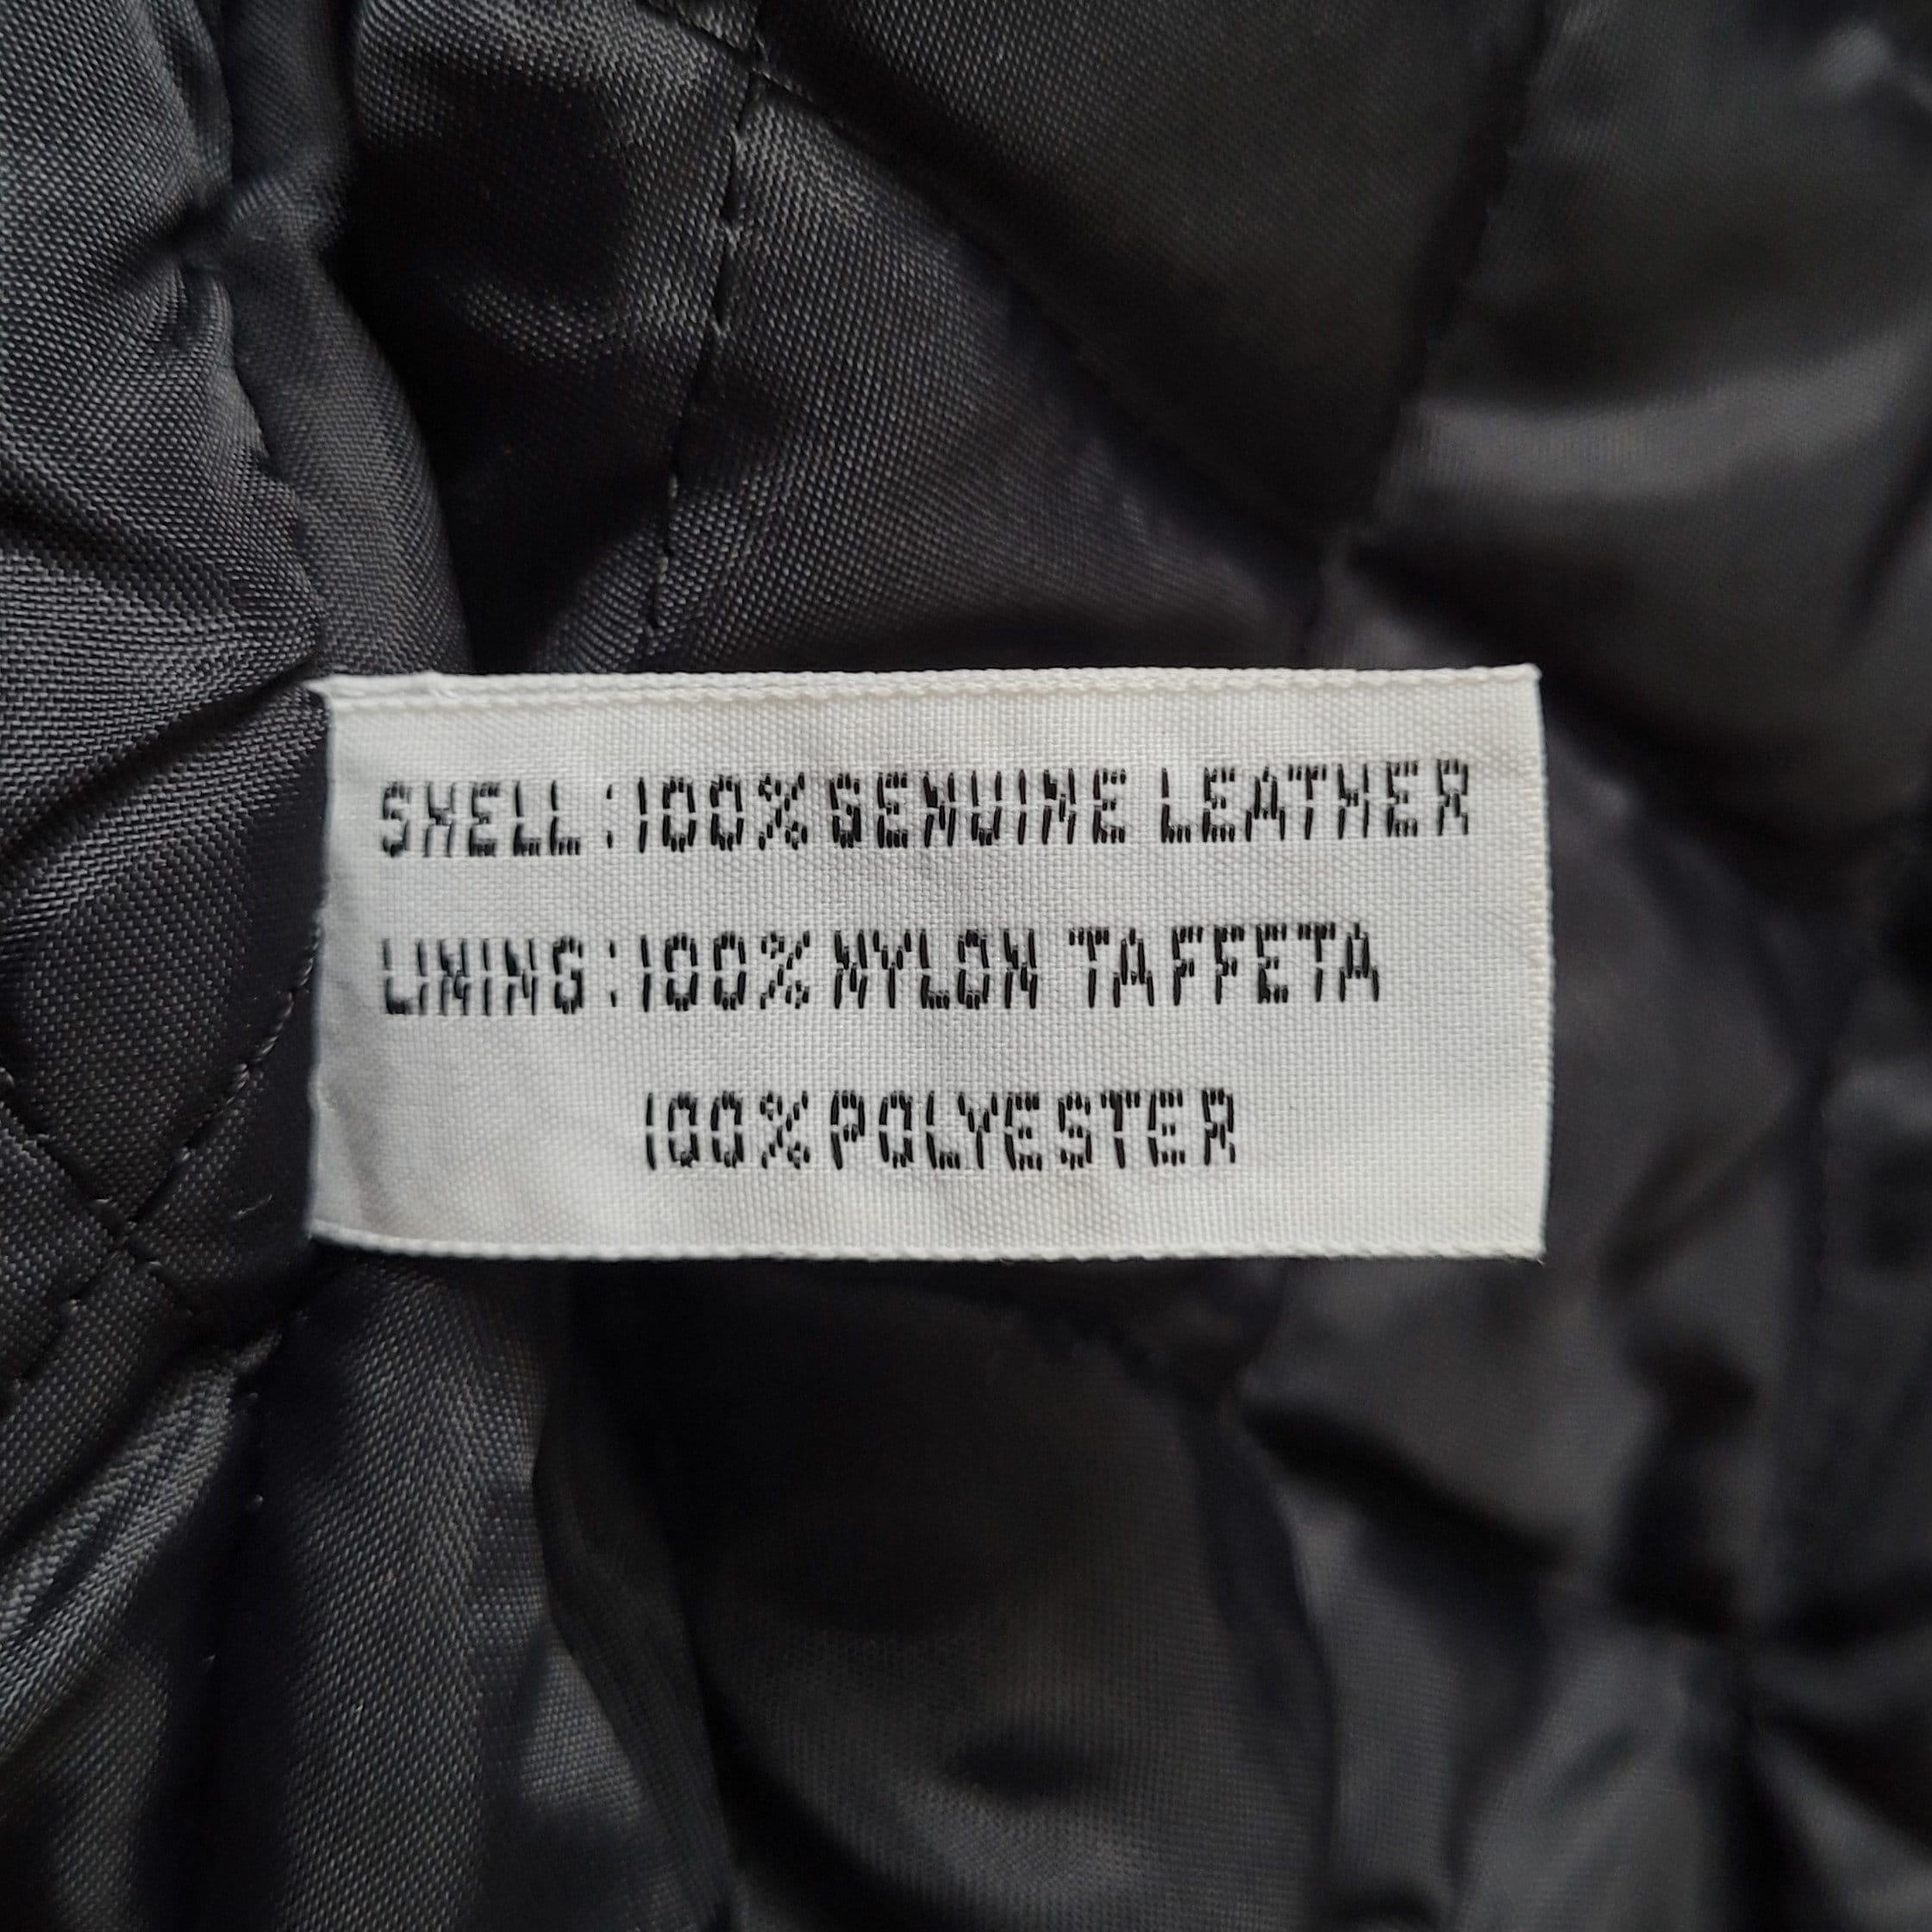 SHELL : 100% GENUINE LEATHER
LINING : 100% NYLON TAFFETA
100% POLYESTER